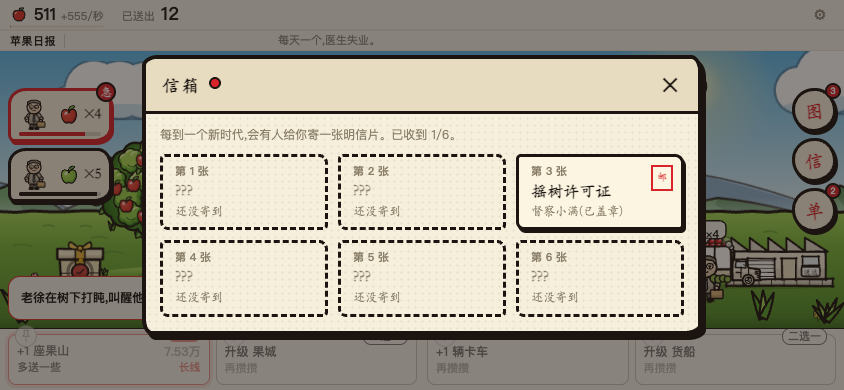 511 +555/秒 已送出 12
苹果日报 每天一个,医生失业。
急
×4
×5
信箱
每到一个新时代,会有人给你寄一张明信片。已收到 1/6。
第 1 张
???
还没寄到
第 2 张
???
还没寄到
第 3 张
摇树许可证
督察小满(已盖章)
邮
第 4 张
???
还没寄到
第 5 张
???
还没寄到
第 6 张
???
还没寄到
图 3
信
单 2
×4
老徐在树下打盹,叫醒他
+1 座果山 7.53万
多送一些 长线
升级 果城
再攒攒
+1 辆卡车
再攒攒
二选一
升级 货船
再攒攒